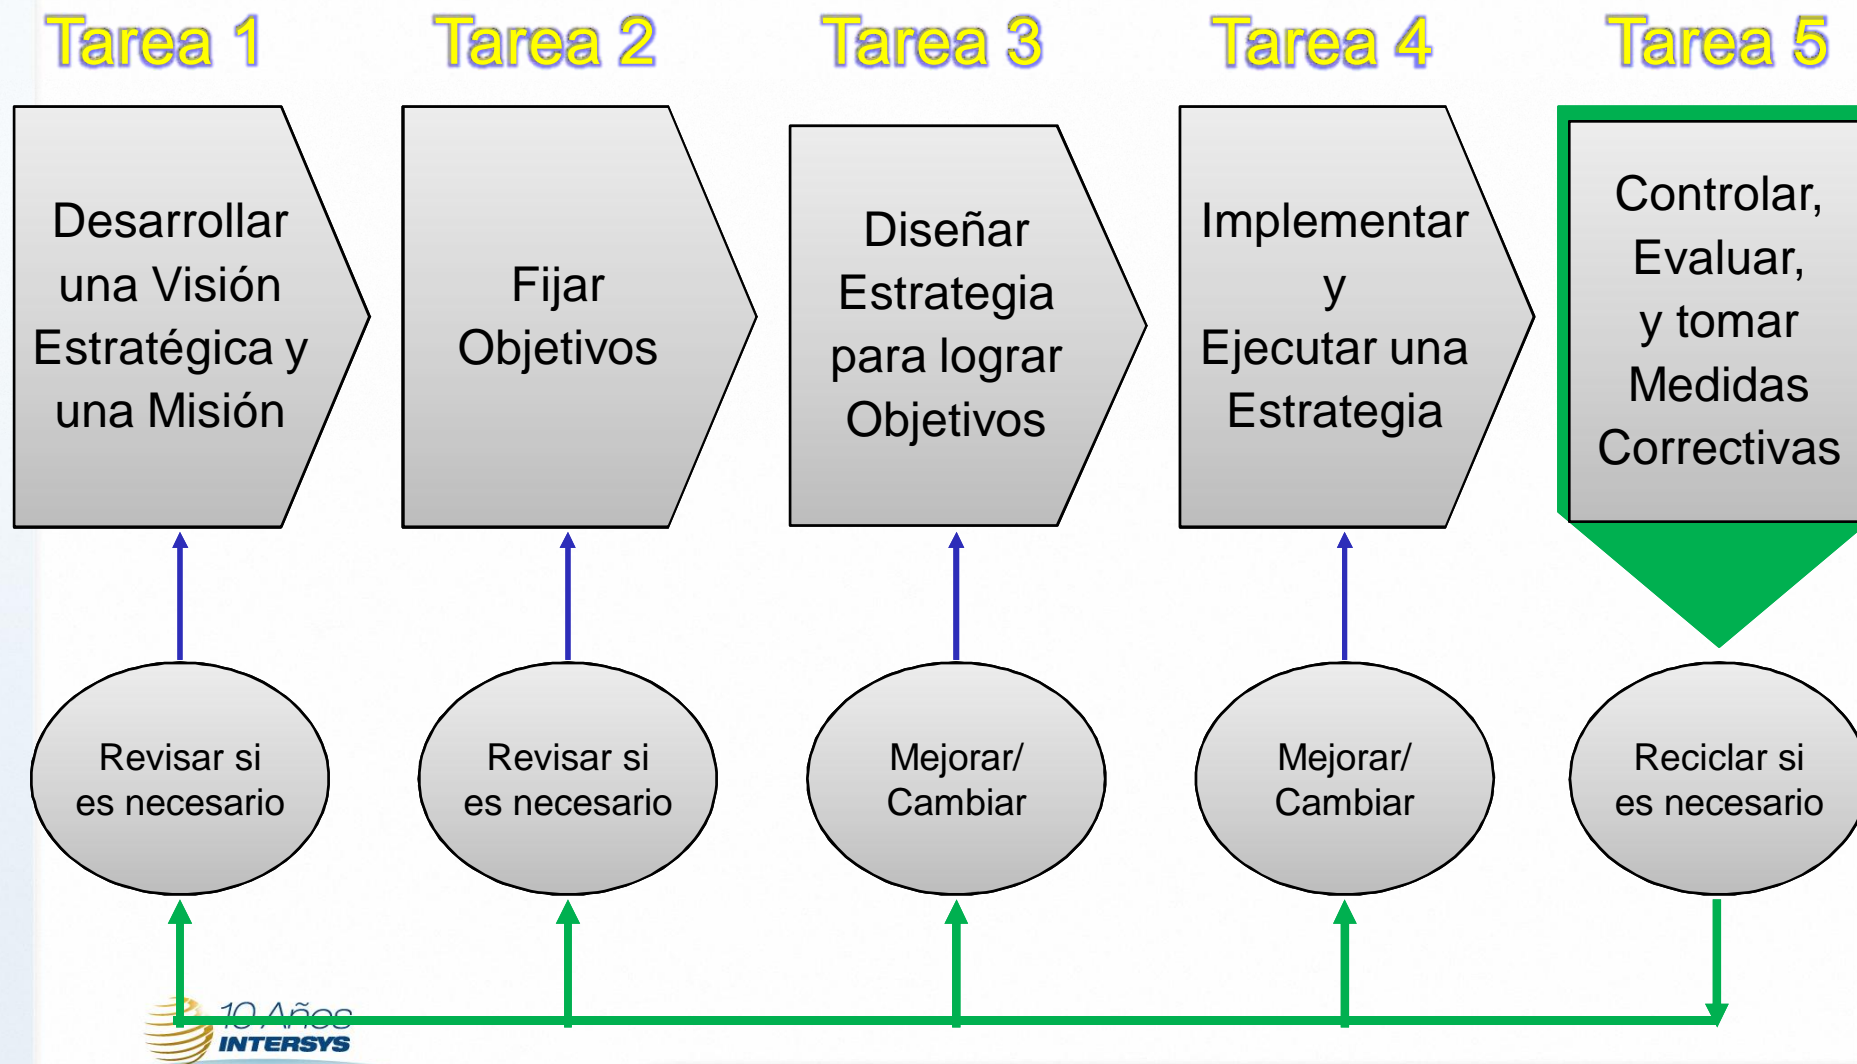 Tarea 1
Tarea 2
Tarea 3
Tarea 4
Tarea 5
Desarrollar
una Visión
Estratégica y
una Misión
Fijar
Objetivos
Diseñar
Estrategia
para lograr
Objetivos
Implementar
y
Ejecutar una
Estrategia
Controlar,
Evaluar,
y tomar
Medidas
Correctivas
Revisar si
es necesario
Revisar si
es necesario
Mejorar/
Cambiar
Mejorar/
Cambiar
Reciclar si
es necesario
10 Años
INTERSYS